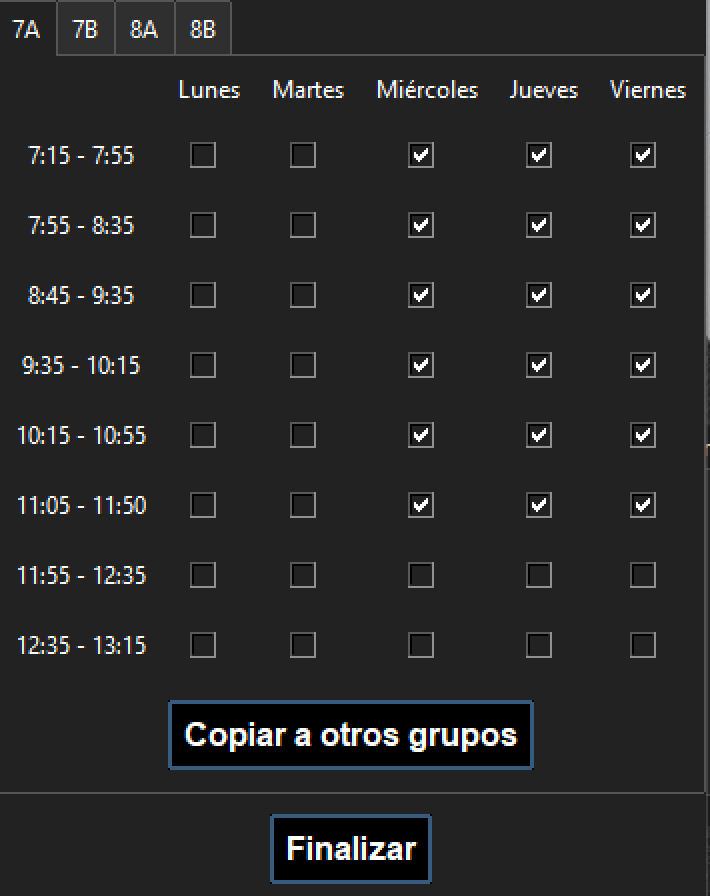 7A 7B 8A 8B
Lunes Martes Miércoles Jueves Viernes
7:15 - 7:55
7:55 - 8:35
8:45 - 9:35
9:35 - 10:15
10:15 - 10:55
11:05 - 11:50
11:55 - 12:35
12:35 - 13:15
Copiar a otros grupos
Finalizar